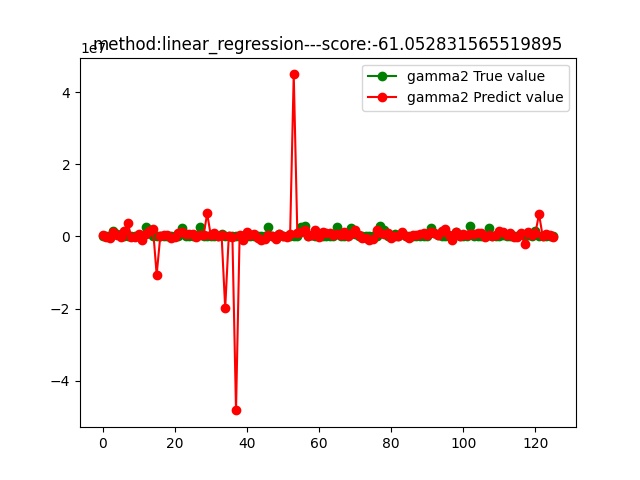 method:linear_regression---score:-61.052831565519895
1e7
gamma2 True value
gamma2 Predict value
4
2
0
−2
−4
0 20 40 60 80 100 120